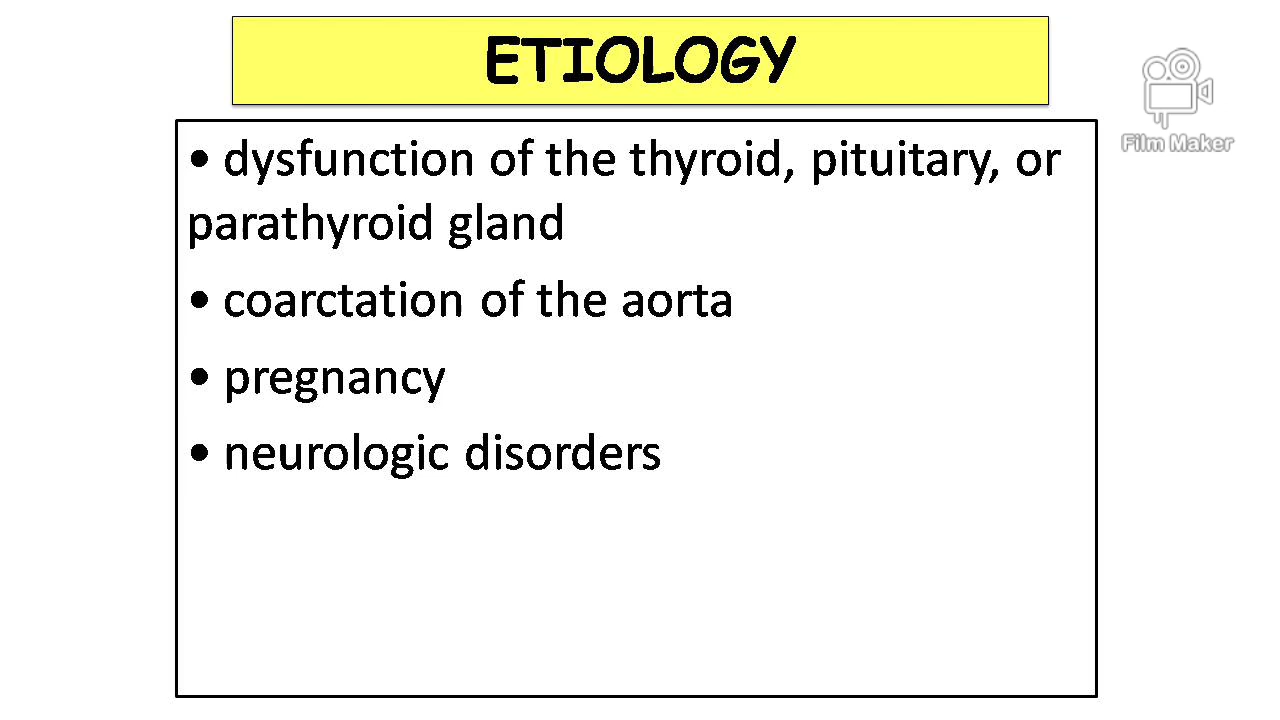 ETIOLOGY
• dysfunction of the thyroid, pituitary, or
parathyroid gland
• coarctation of the aorta
• pregnancy
• neurologic disorders
Film Maker